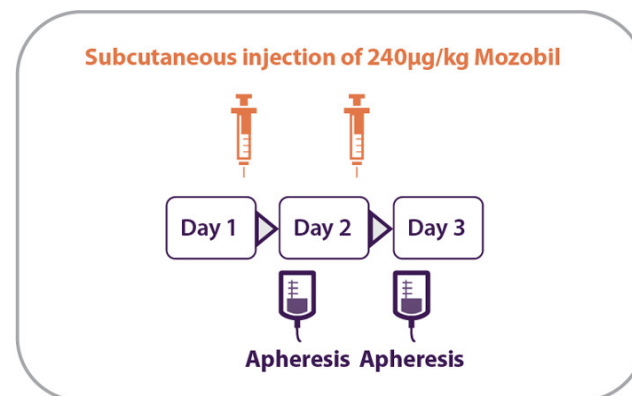 Subcutaneous injection of 240µg/kg Mozobil
Day 1 Day 2 Day 3
Apheresis Apheresis